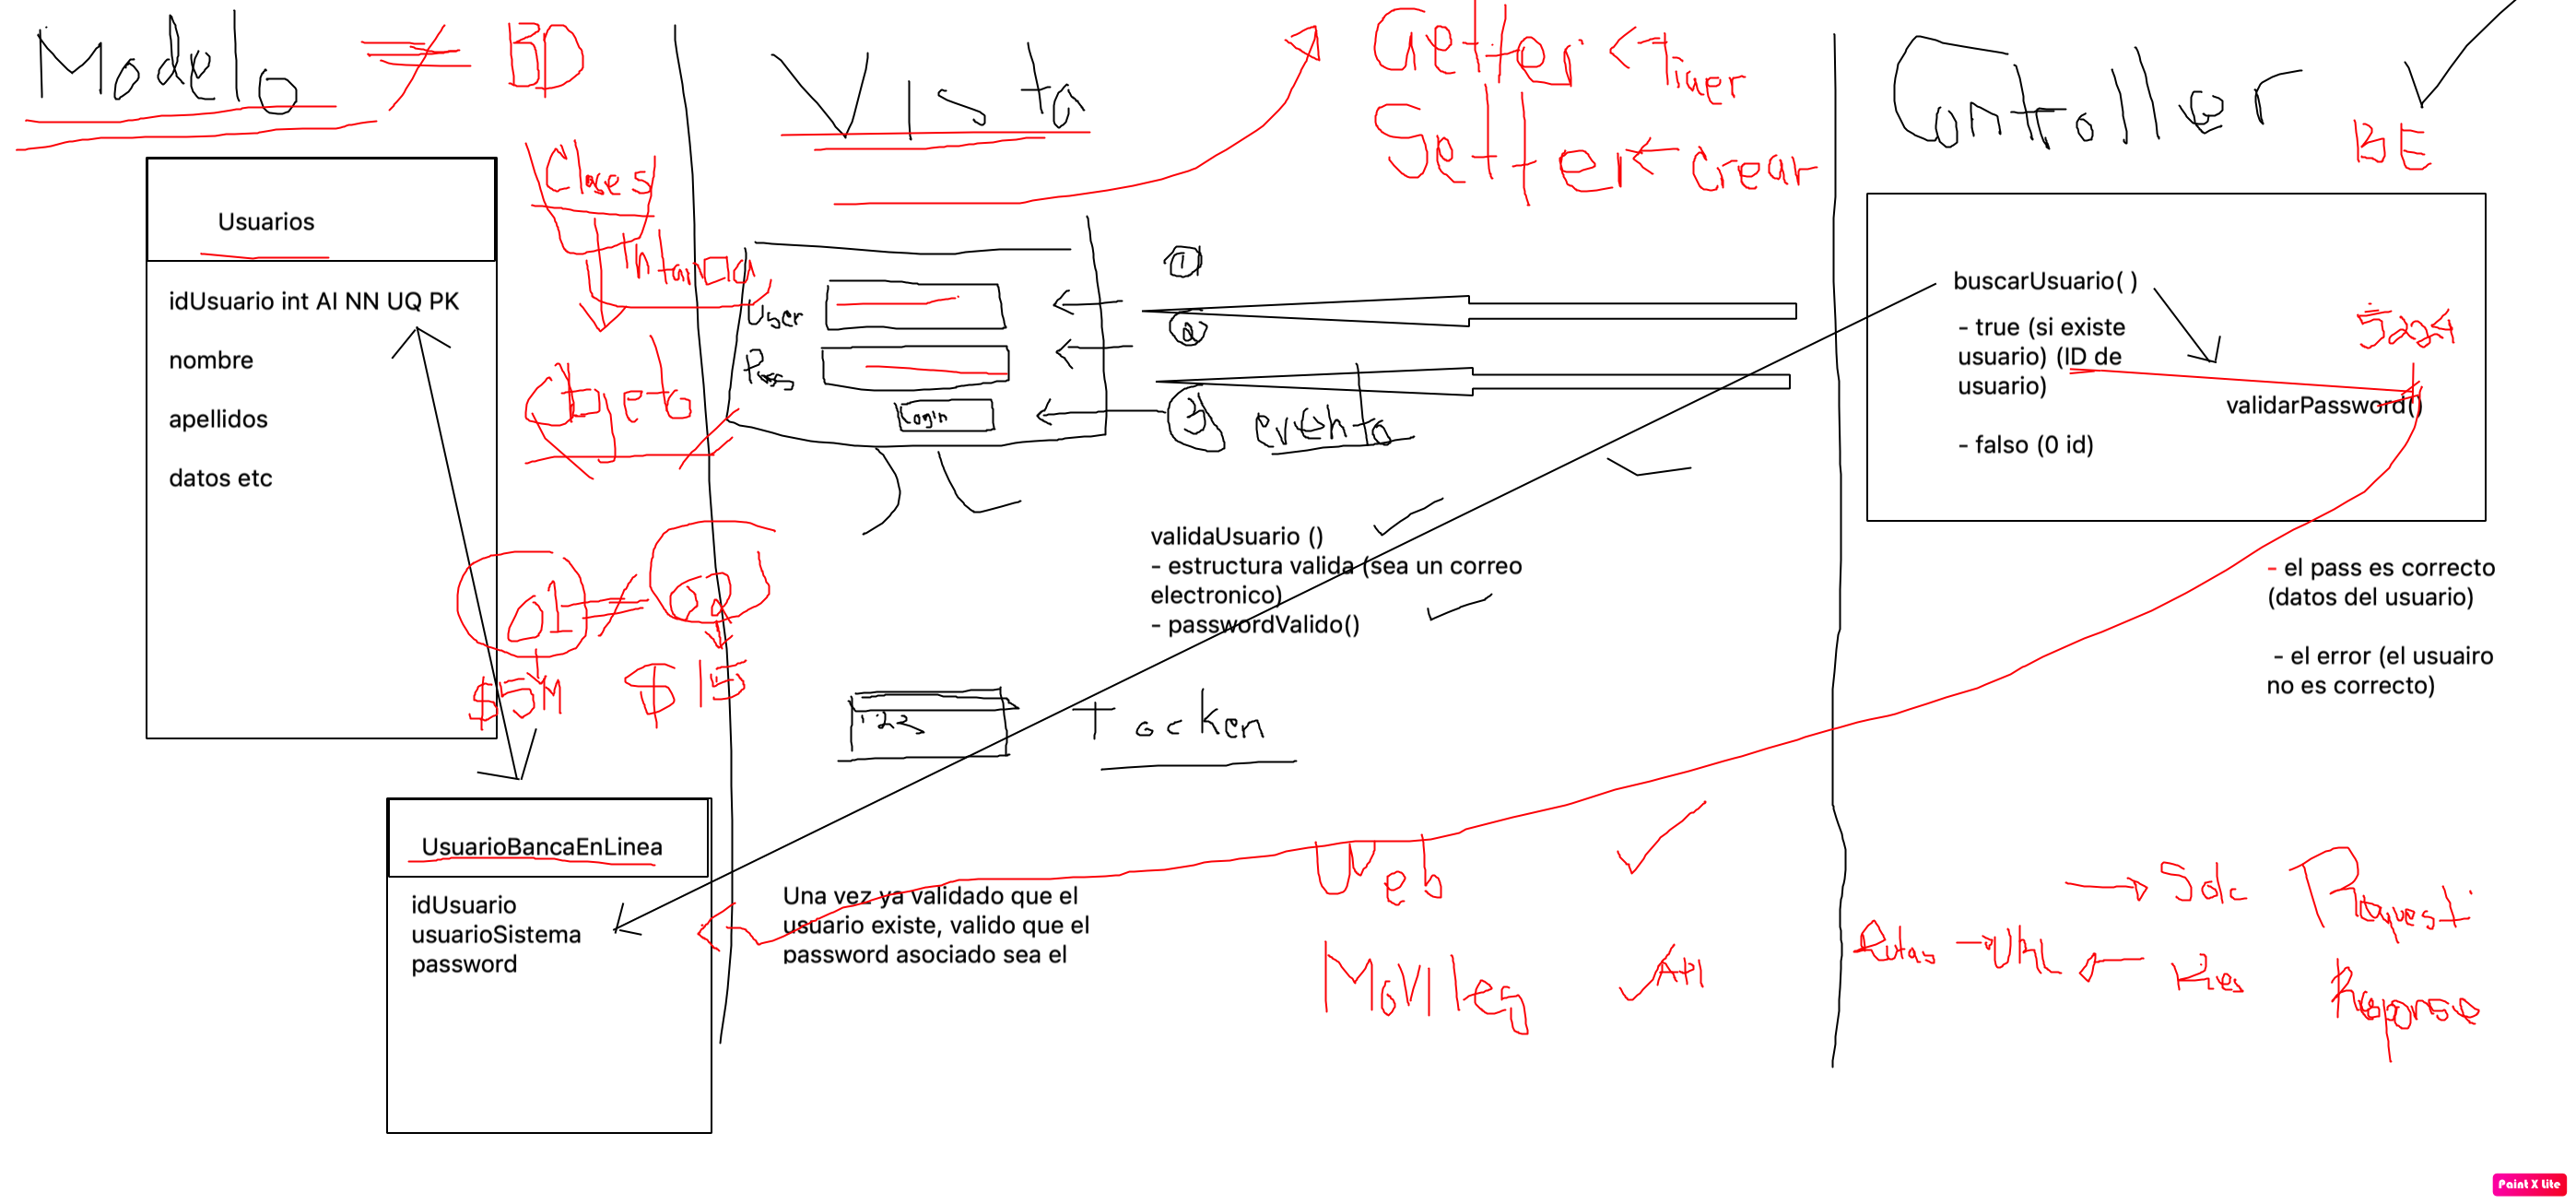 Modelo ≠ BD
Usuarios
idUsuario int AI NN UQ PK
nombre
apellidos
datos etc
Clases
Objeto
o1 ≠ o2
$5M $15
UsuarioBancaEnLinea
idUsuario
usuarioSistema
password
Vista
Getter
Setter ← crear
User
Pass
Login
1
2
3 evento
validaUsuario ()
- estructura valida (sea un correo
electronico)
- passwordValido()
123
Tocken
Una vez ya validado que el
usuario existe, valido que el
password asociado sea el
Web
Moviles API
Controller
BE
buscarUsuario( )
- true (si existe
usuario) (ID de
usuario)
- falso (0 id)
5224
validarPassword()
- el pass es correcto
(datos del usuario)
- el error (el usuairo
no es correcto)
→ Solc Request
Rutas → URL ← Res Response
Paint X Lite